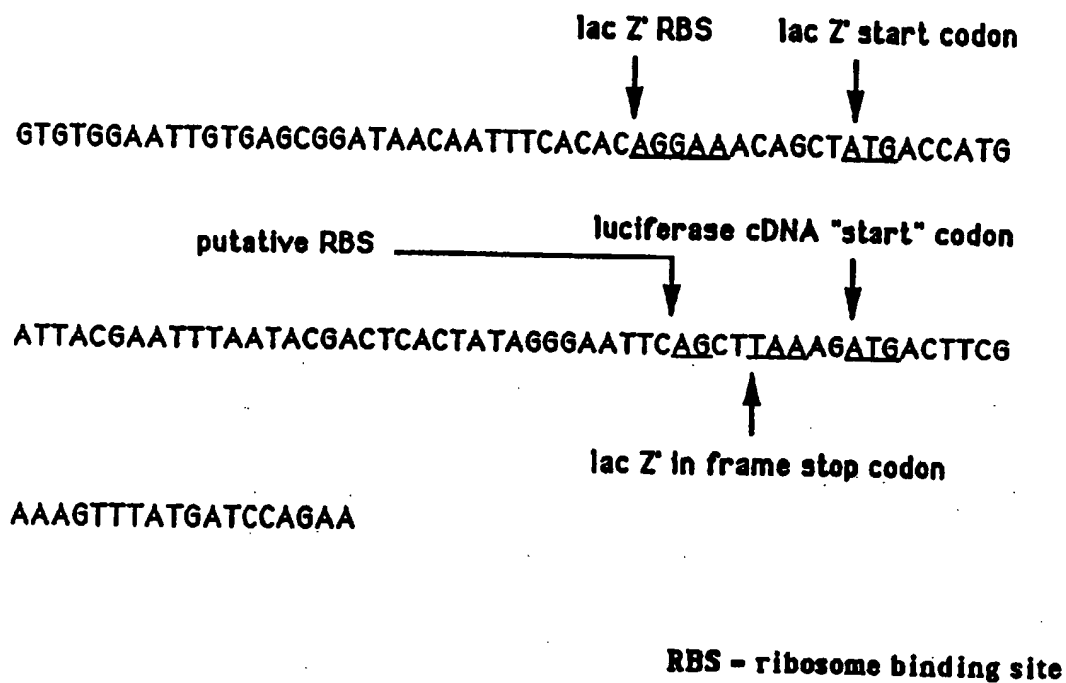 lac Z' RBS lac Z' start codon
GTGTGGAATTGTGAGCGGATAACAATTTCACACAGGAAACAGCTATGACCATG
luciferase cDNA "start" codon
putative RBS
ATTACGAATTTAATACGACTCACTATAGGGAATTCAGCTTAAAGATGACTTCG
lac Z' in frame stop codon
AAAGTTTATGATCCAGAA
RBS - ribosome binding site